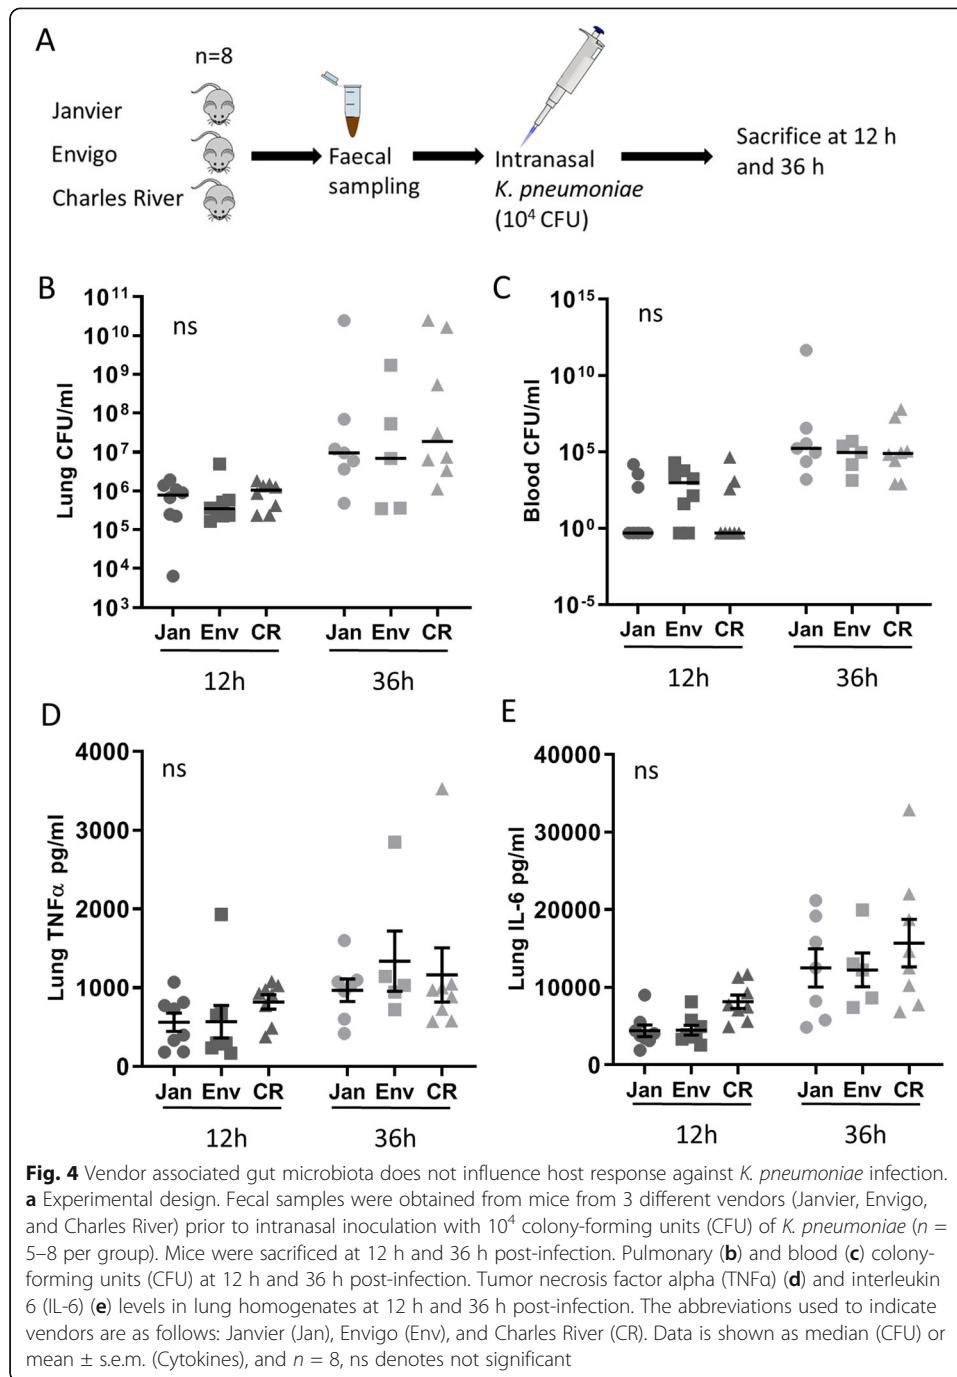 A
n=8
Janvier
Envigo
Charles River
Faecal
sampling
Intranasal
K. pneumoniae
(10⁴ CFU)
Sacrifice at 12 h
and 36 h
B
Lung CFU/ml
10¹¹
10¹⁰
10⁹
10⁸
10⁷
10⁶
10⁵
10⁴
10³
ns
Jan Env CR Jan Env CR
12h 36h
C
Blood CFU/ml
10¹⁵
10¹⁰
10⁵
10⁰
10⁻⁵
ns
Jan Env CR Jan Env CR
12h 36h
D
Lung TNFα pg/ml
4000
3000
2000
1000
0
ns
Jan Env CR Jan Env CR
12h 36h
E
Lung IL-6 pg/ml
40000
30000
20000
10000
0
ns
Jan Env CR Jan Env CR
12h 36h
Fig. 4 Vendor associated gut microbiota does not influence host response against K. pneumoniae infection.
a Experimental design. Fecal samples were obtained from mice from 3 different vendors (Janvier, Envigo,
and Charles River) prior to intranasal inoculation with 10⁴ colony-forming units (CFU) of K. pneumoniae (n =
5–8 per group). Mice were sacrificed at 12 h and 36 h post-infection. Pulmonary (b) and blood (c) colony-
forming units (CFU) at 12 h and 36 h post-infection. Tumor necrosis factor alpha (TNFα) (d) and interleukin
6 (IL-6) (e) levels in lung homogenates at 12 h and 36 h post-infection. The abbreviations used to indicate
vendors are as follows: Janvier (Jan), Envigo (Env), and Charles River (CR). Data is shown as median (CFU) or
mean ± s.e.m. (Cytokines), and n = 8, ns denotes not significant